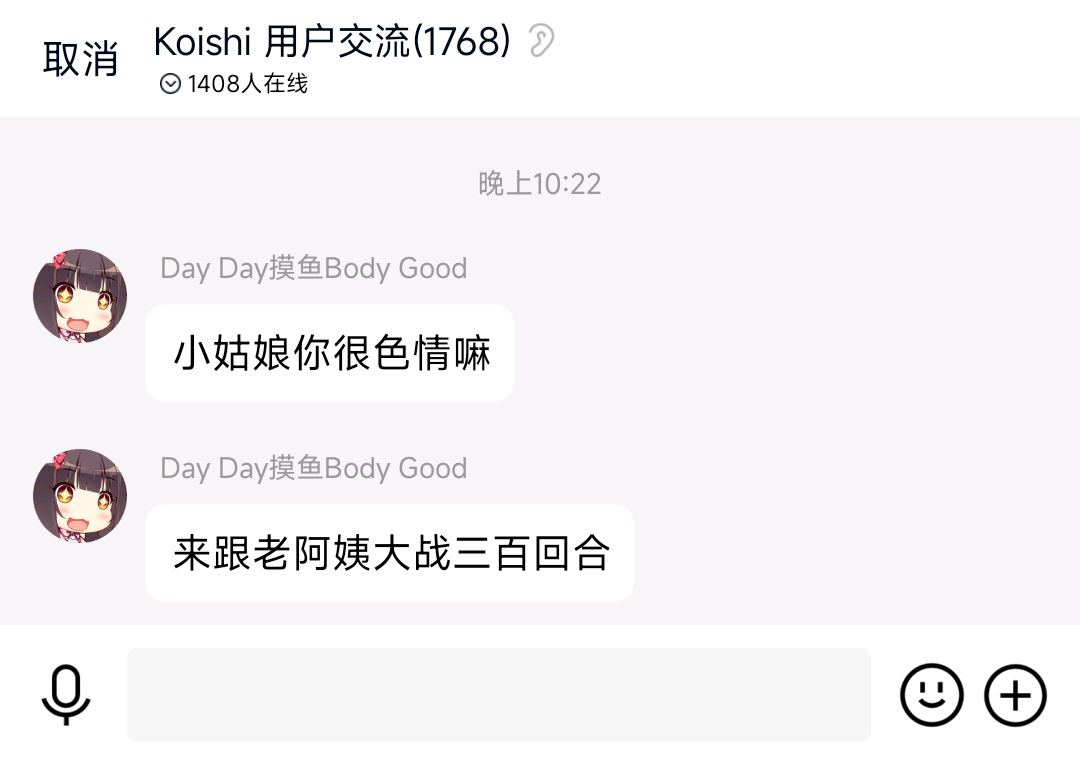 取消
Koishi 用户交流(1768)
1408人在线
晚上10:22
Day Day摸鱼Body Good
小姑娘你很色情嘛
Day Day摸鱼Body Good
来跟老阿姨大战三百回合